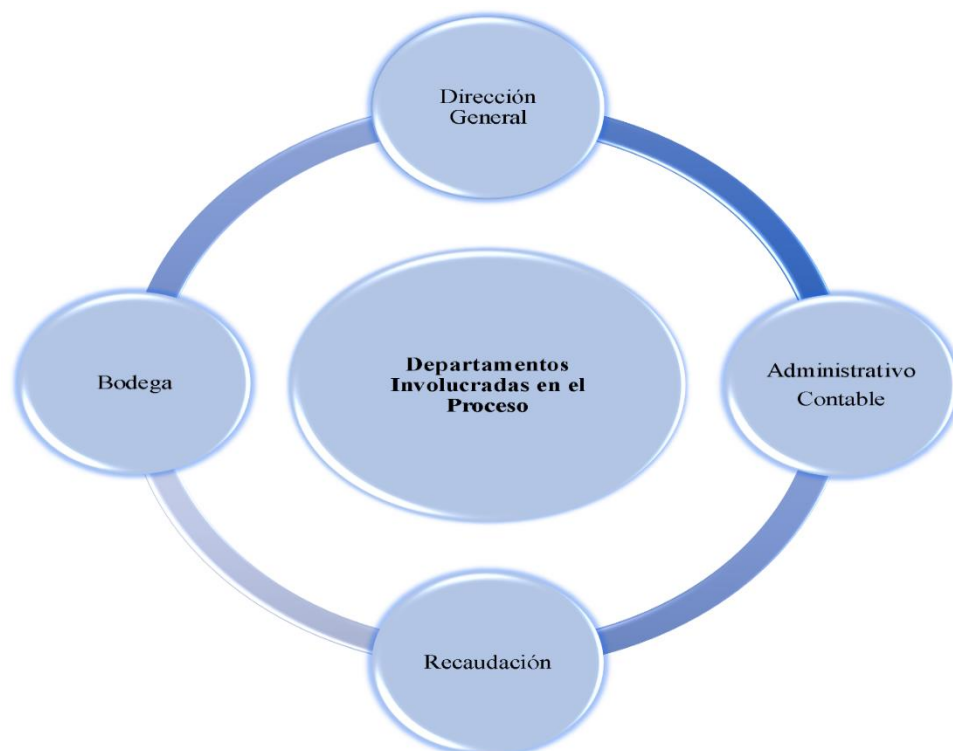 Dirección
General
Bodega
Departamentos
Involucradas en el
Proceso
Administrativo
Contable
Recaudación